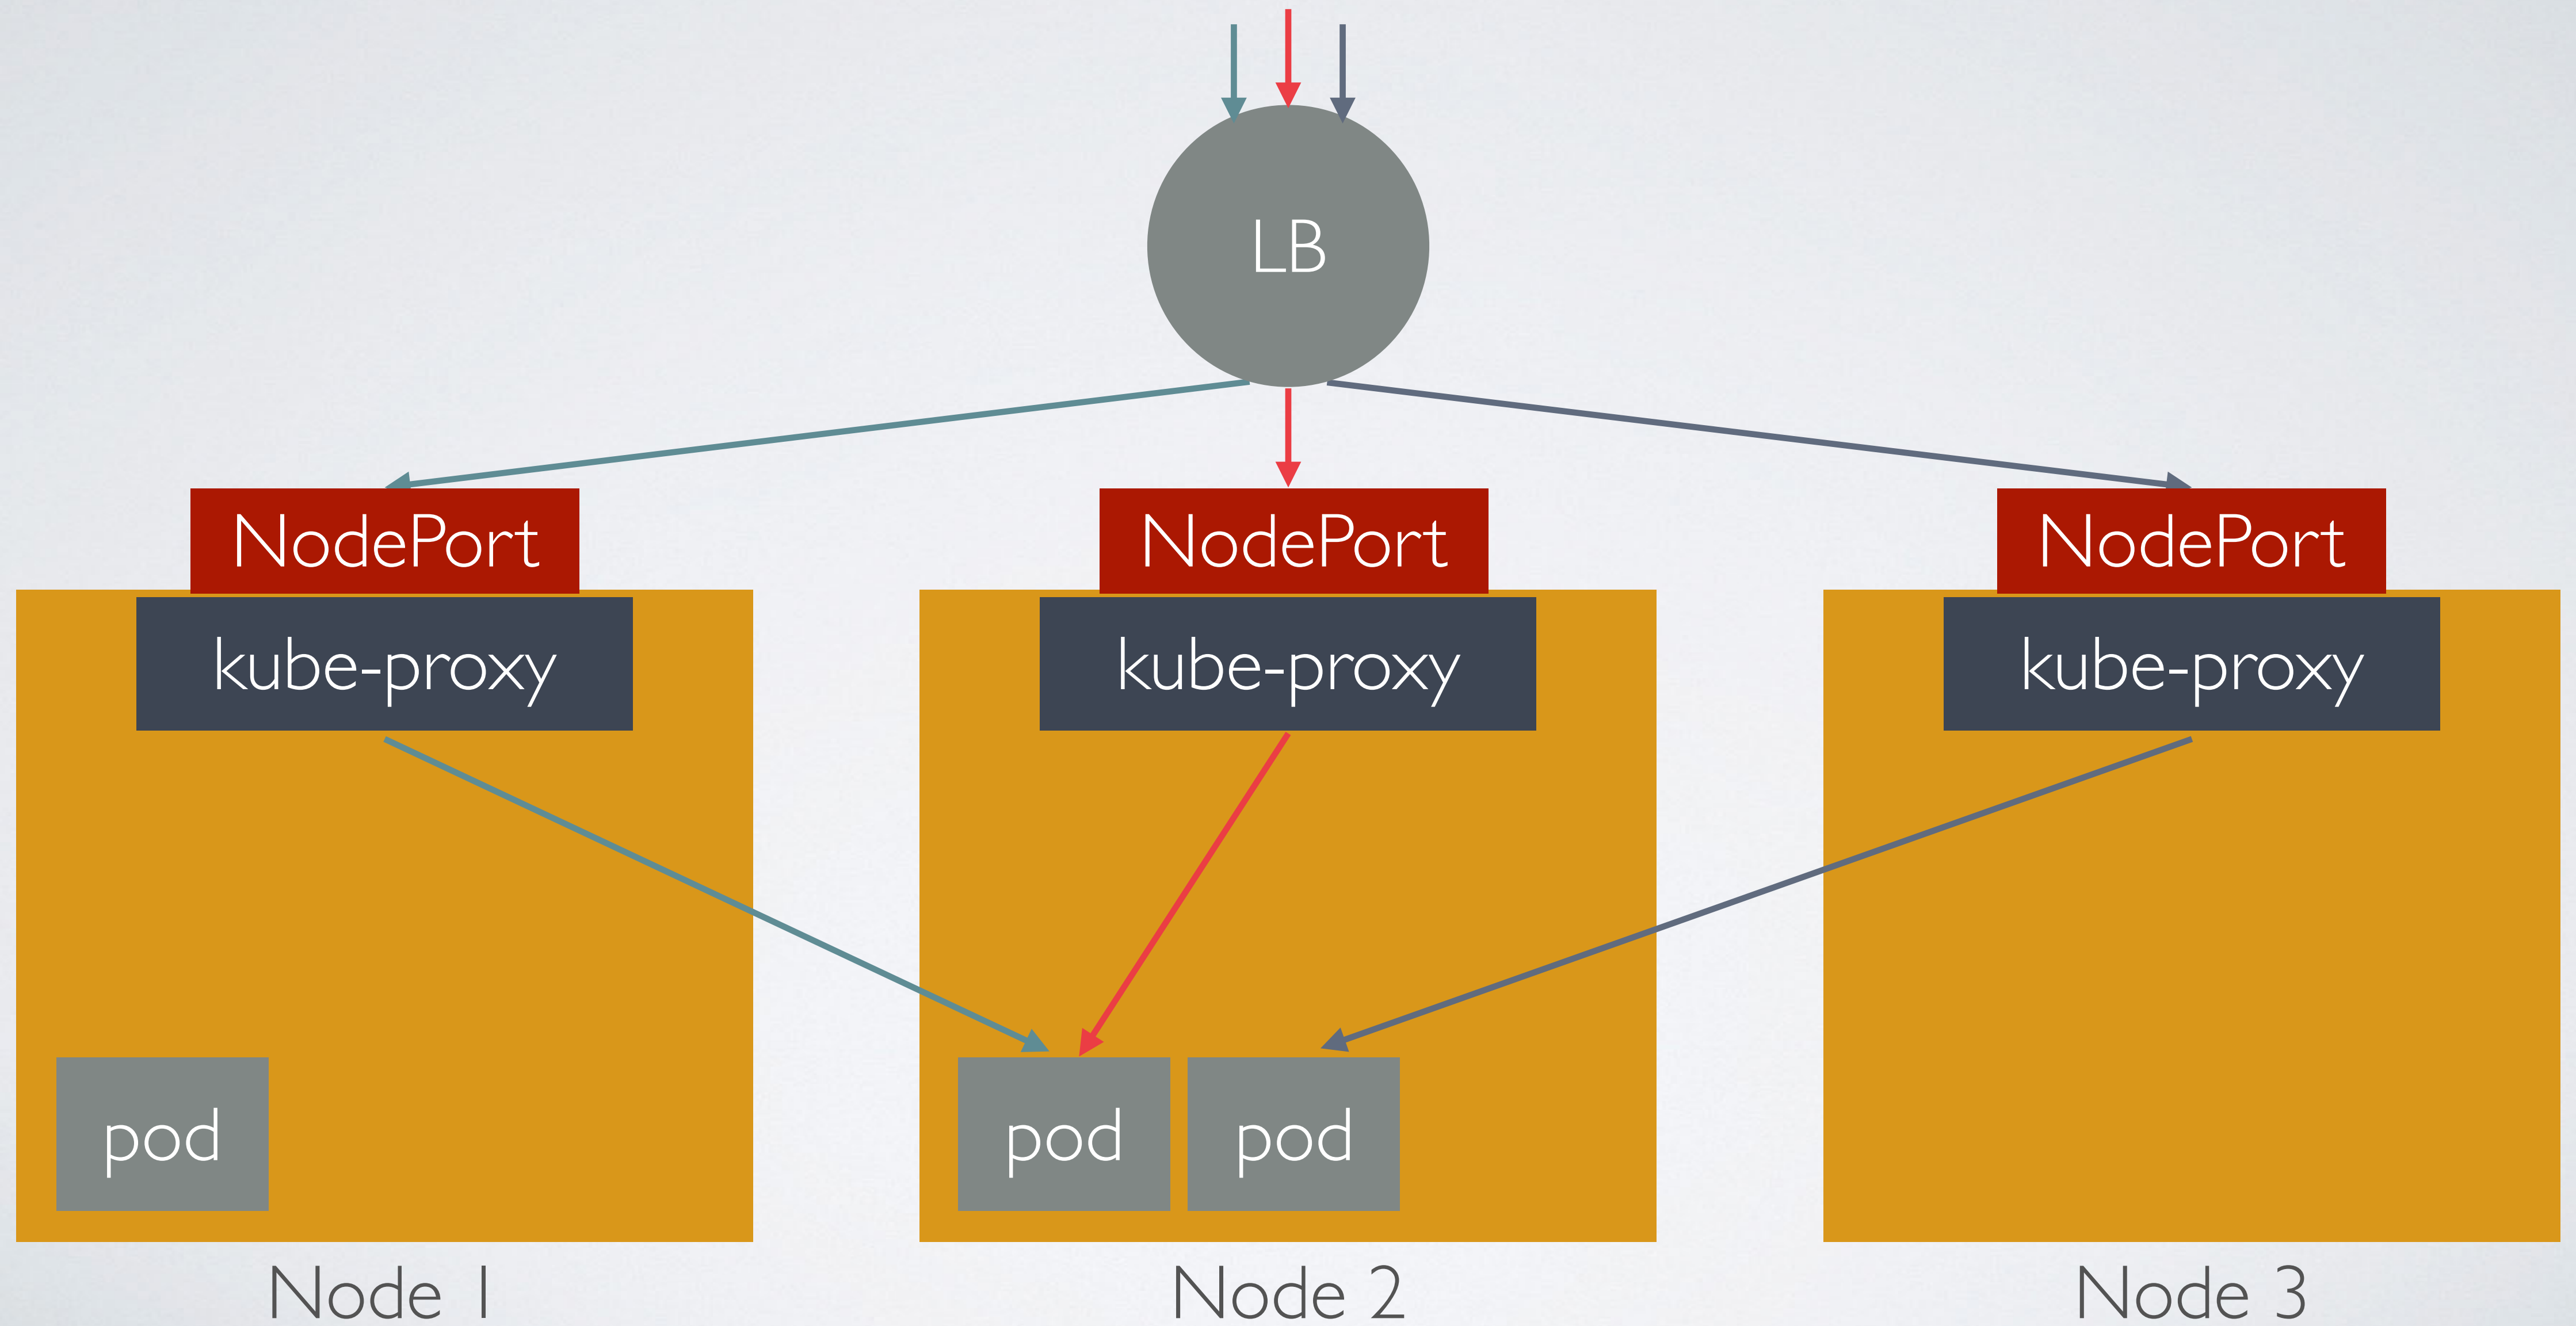 LB
NodePort
NodePort
NodePort
kube-proxy
kube-proxy
kube-proxy
pod
pod
pod
Node 1
Node 2
Node 3